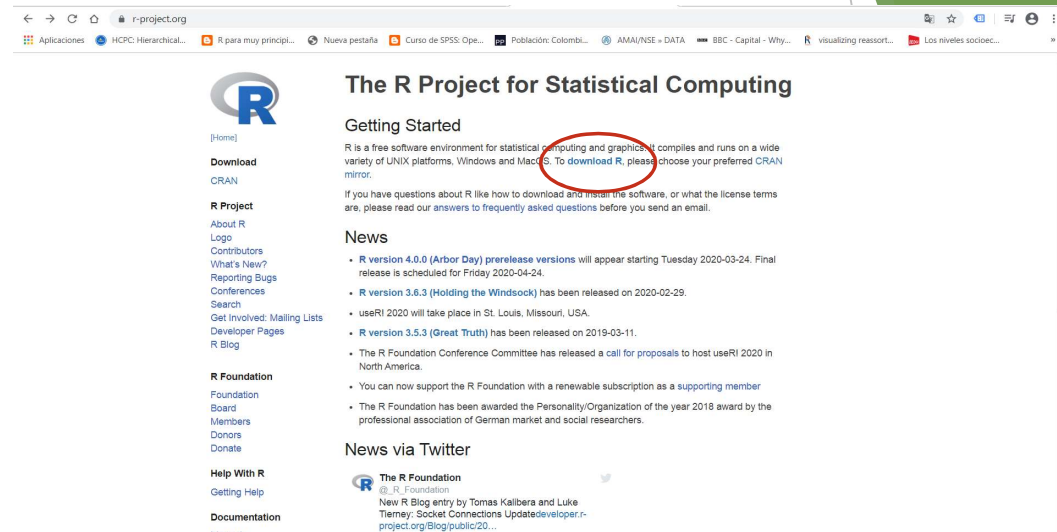 r-project.org
Aplicaciones
HCPC: Hierarchical...
R para muy principi...
Nueva pestaña
Curso de SPSS: Ope...
Población: Colombi...
AMAI/NSE » DATA
BBC - Capital - Why...
visualizing reassort...
Los niveles socioec...
»
R
[Home]
Download
CRAN
R Project
About R
Logo
Contributors
What's New?
Reporting Bugs
Conferences
Search
Get Involved: Mailing Lists
Developer Pages
R Blog
R Foundation
Foundation
Board
Members
Donors
Donate
Help With R
Getting Help
Documentation
The R Project for Statistical Computing
Getting Started
R is a free software environment for statistical computing and graphics. It compiles and runs on a wide
variety of UNIX platforms, Windows and MacOS. To download R, please choose your preferred CRAN
mirror.
If you have questions about R like how to download and install the software, or what the license terms
are, please read our answers to frequently asked questions before you send an email.
News
• R version 4.0.0 (Arbor Day) prerelease versions will appear starting Tuesday 2020-03-24. Final
release is scheduled for Friday 2020-04-24.
• R version 3.6.3 (Holding the Windsock) has been released on 2020-02-29.
• useR! 2020 will take place in St. Louis, Missouri, USA.
• R version 3.5.3 (Great Truth) has been released on 2019-03-11.
• The R Foundation Conference Committee has released a call for proposals to host useR! 2020 in
North America.
• You can now support the R Foundation with a renewable subscription as a supporting member
• The R Foundation has been awarded the Personality/Organization of the year 2018 award by the
professional association of German market and social researchers.
News via Twitter
The R Foundation
@_R_Foundation
New R Blog entry by Tomas Kalibera and Luke
Tierney: Socket Connections Updatedeveloper.r-
project.org/Blog/public/20...